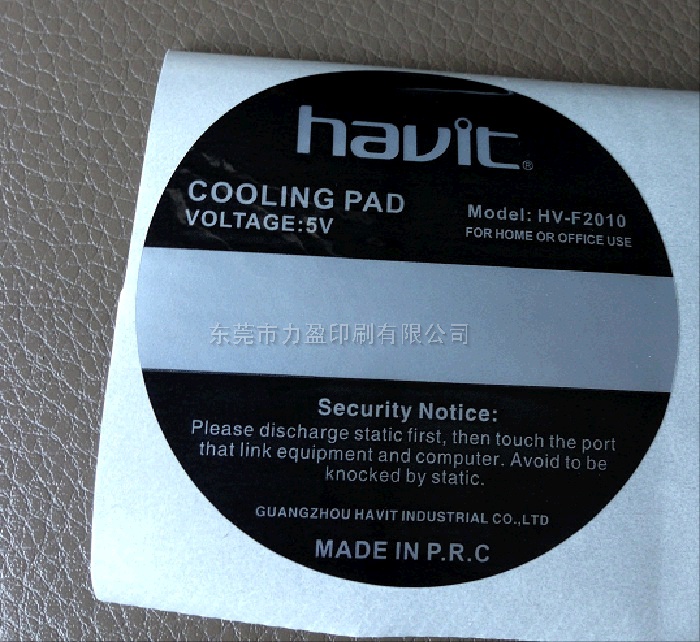 havit®
COOLING PAD
VOLTAGE:5V
Model: HV-F2010
FOR HOME OR OFFICE USE
东莞市力盈印刷有限公司
Security Notice:
Please discharge static first, then touch the port
that link equipment and computer. Avoid to be
knocked by static.
GUANGZHOU HAVIT INDUSTRIAL CO.,LTD
MADE IN P.R.C